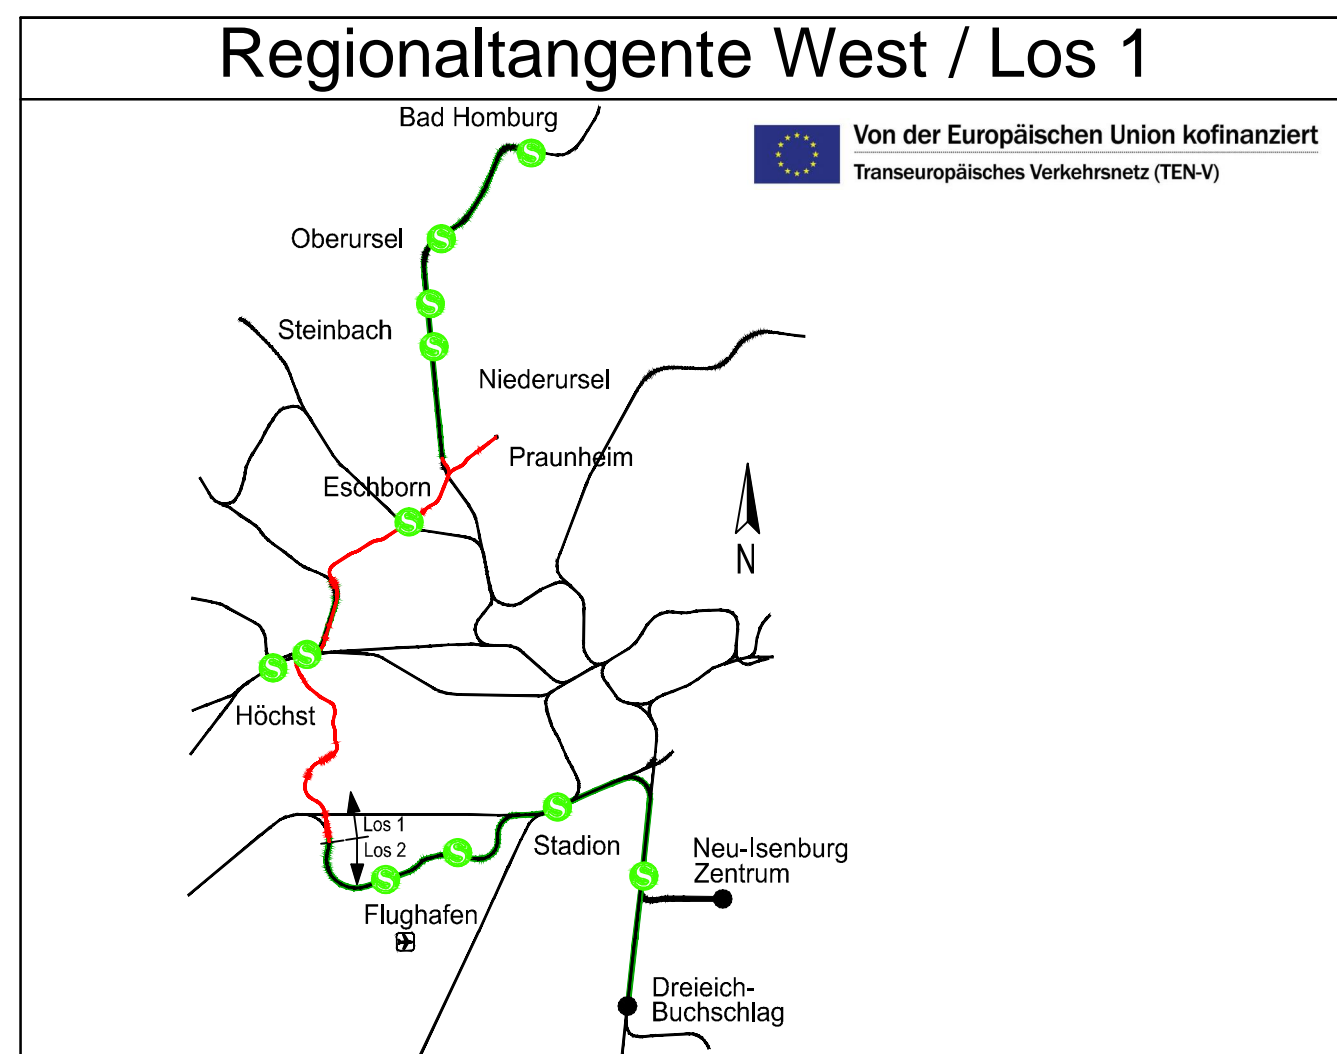 Regionaltangente West / Los 1
Bad Homburg
Von der Europäischen Union kofinanziert
Transeuropäisches Verkehrsnetz (TEN-V)
Oberursel
Steinbach
Niederursel
Praunheim
Eschborn
N
Höchst
Los 1
Los 2
Stadion
Neu-Isenburg
Zentrum
Flughafen
Dreieich-
Buchschlag
S
S
S
S
S
S
S
S
S
S
S